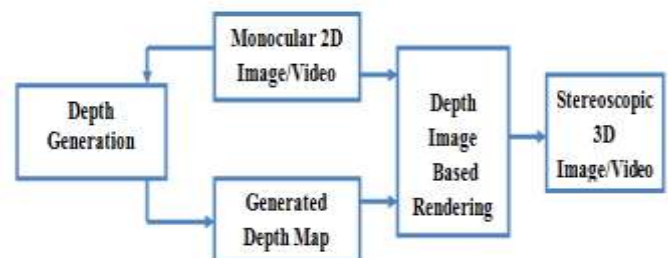 Monocular 2D
Image/Video
Depth
Generation
Generated
Depth Map
Depth
Image
Based
Rendering
Stereoscopic
3D
Image/Video